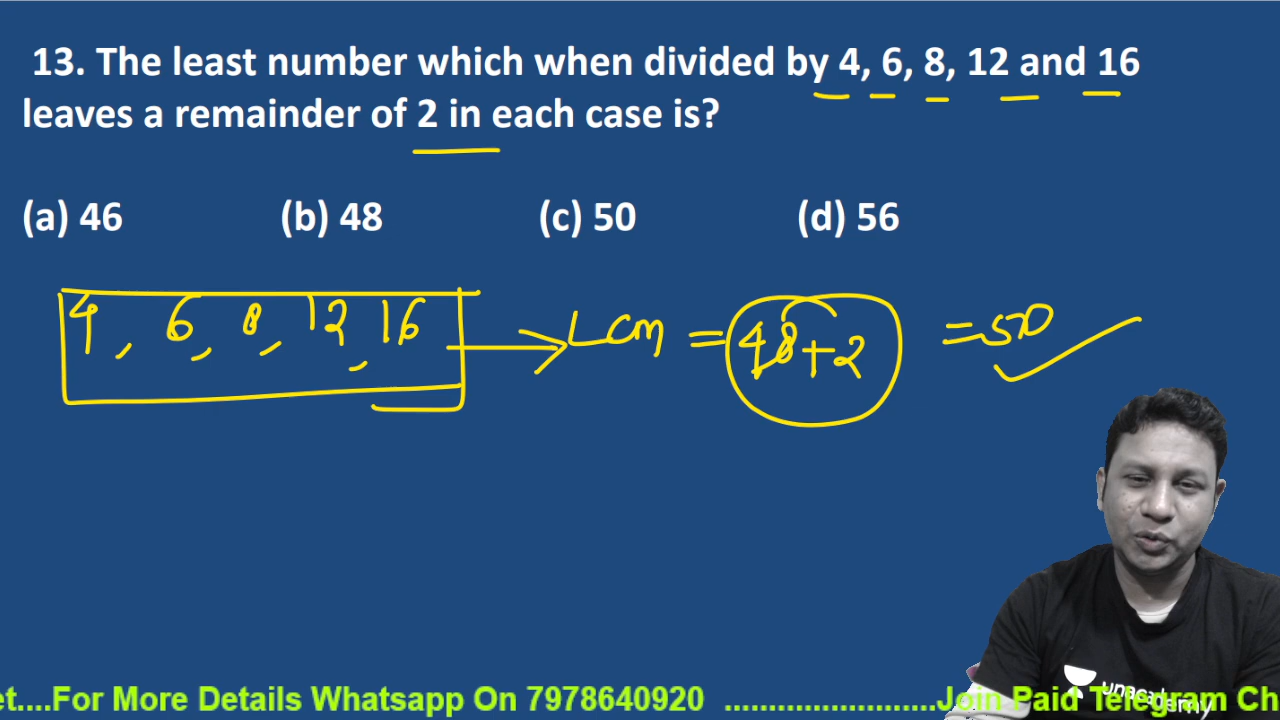 13. The least number which when divided by 4, 6, 8, 12 and 16
leaves a remainder of 2 in each case is?
(a) 46 (b) 48 (c) 50 (d) 56
4, 6, 8, 12, 16 → LCM = 48+2 = 50
unacademy
et....For More Details Whatsapp On 7978640920 ........................Join Paid Telegram Ch